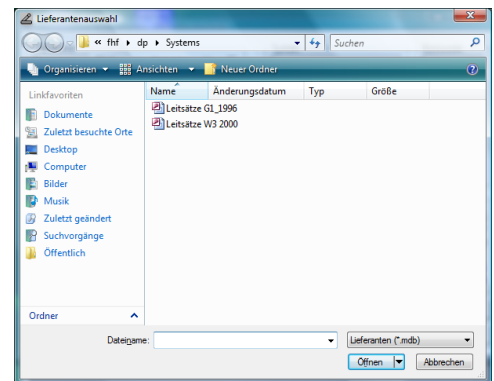 Lieferantenauswahl
« fhf dp Systems Suchen
Organisieren Ansichten Neuer Ordner
Linkfavoriten
Dokumente
Zuletzt besuchte Orte
Desktop
Computer
Bilder
Musik
Zuletzt geändert
Suchvorgänge
Öffentlich
Ordner
Name Änderungsdatum Typ Größe
Leitsätze G1_1996
Leitsätze W3 2000
Dateiname: Lieferanten (*.mdb)
Öffnen Abbrechen